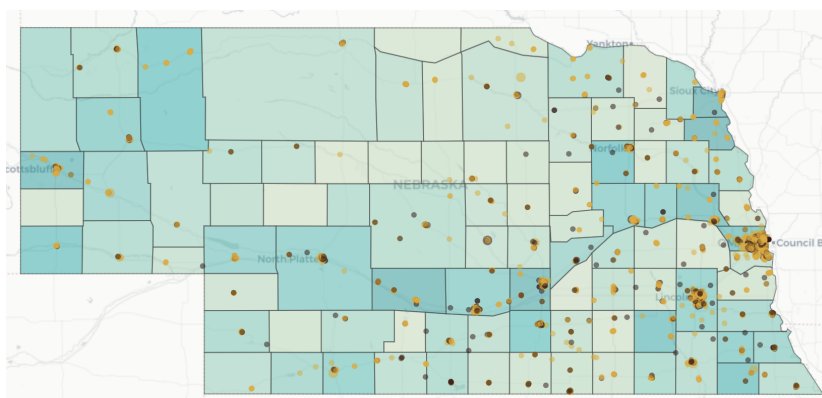 Yankton
Sioux City
Norfolk
cottsbluff
NEBRASKA
Council B
North Platte
Lincoln